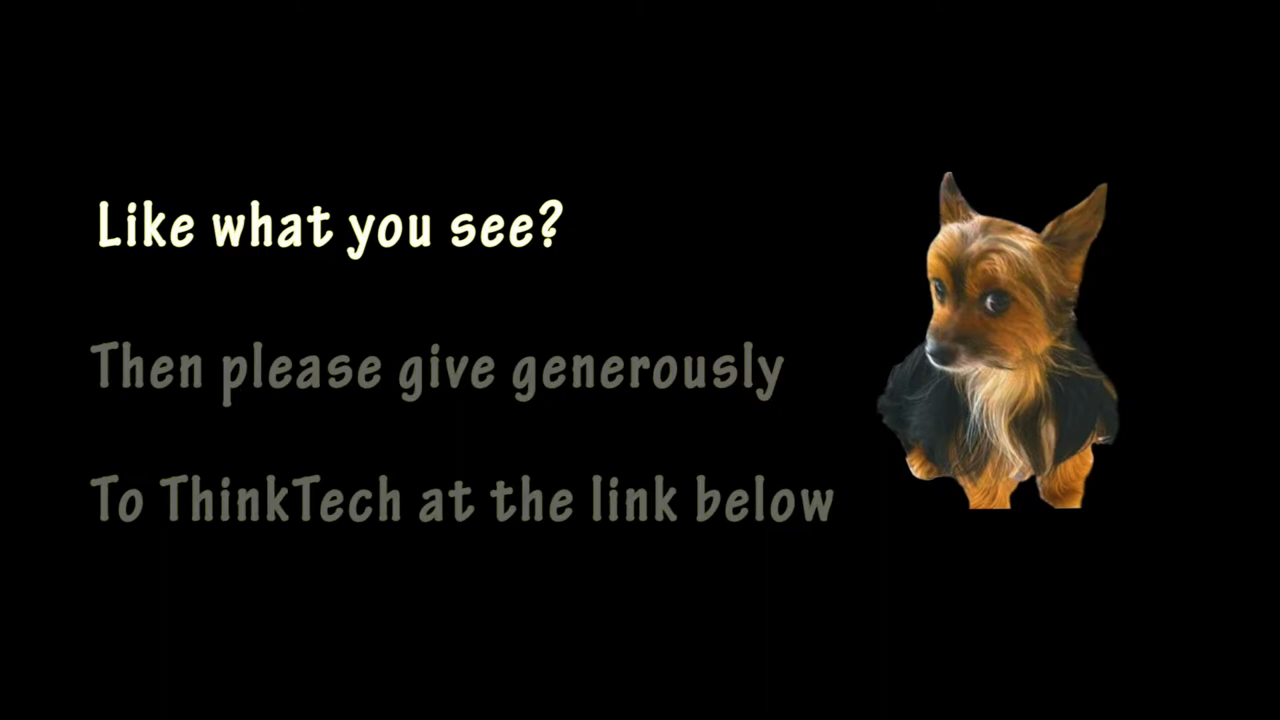 Like what you see?
Then please give generously
To ThinkTech at the link below